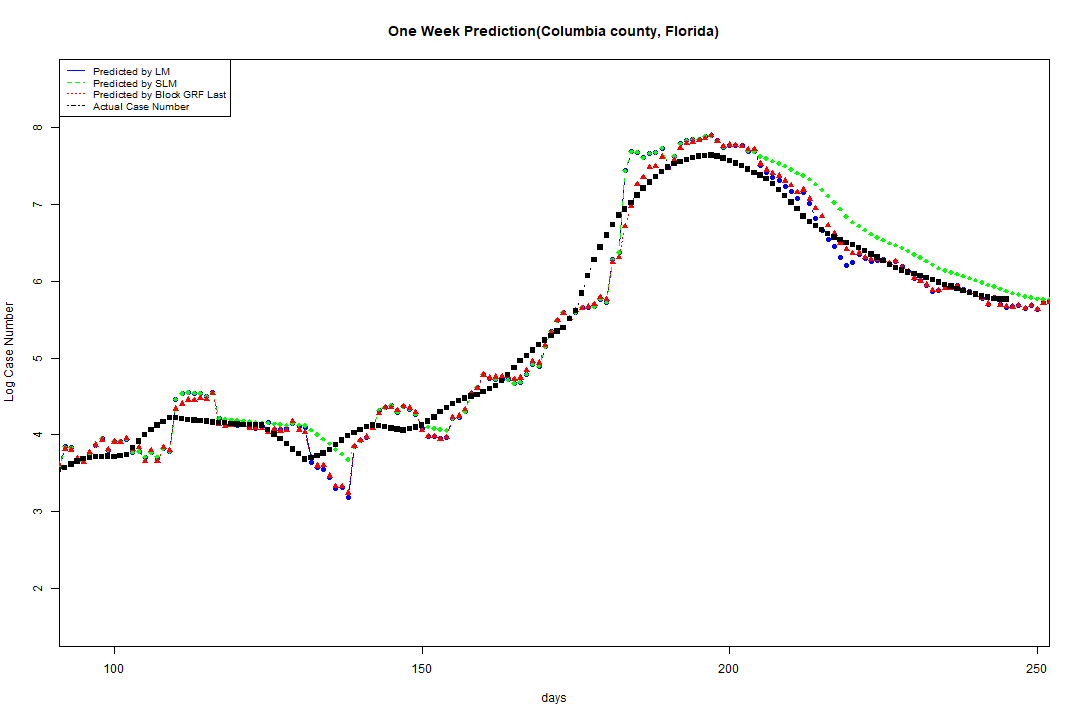 One Week Prediction(Columbia county, Florida)
Predicted by LM
Predicted by SLM
Predicted by Block GRF Last
Actual Case Number
8
7
6
5
4
3
2
Log Case Number
100 150 200 250
days